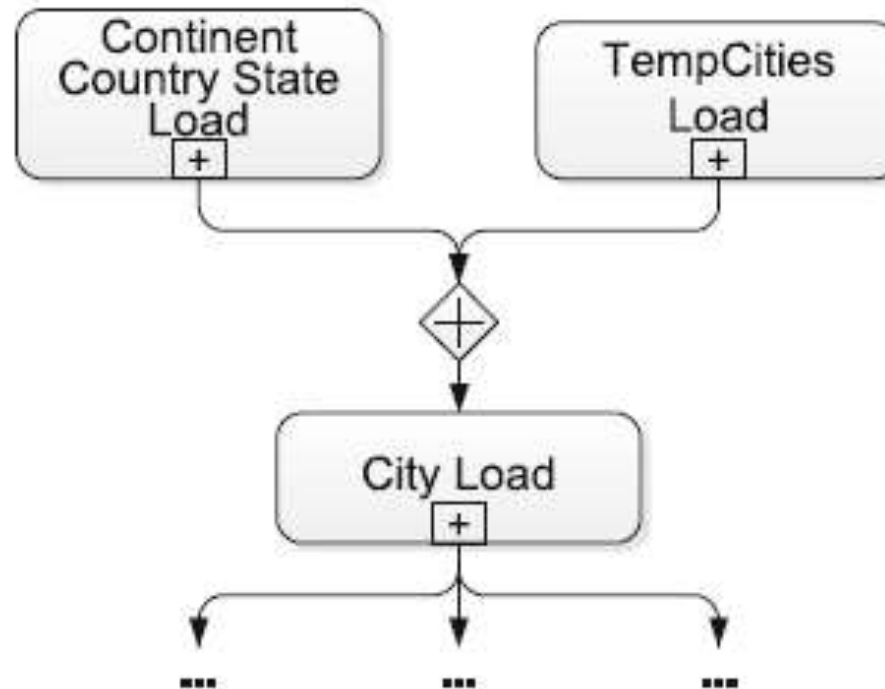 Continent
Country State
Load
TempCities
Load
City Load
... ... ...